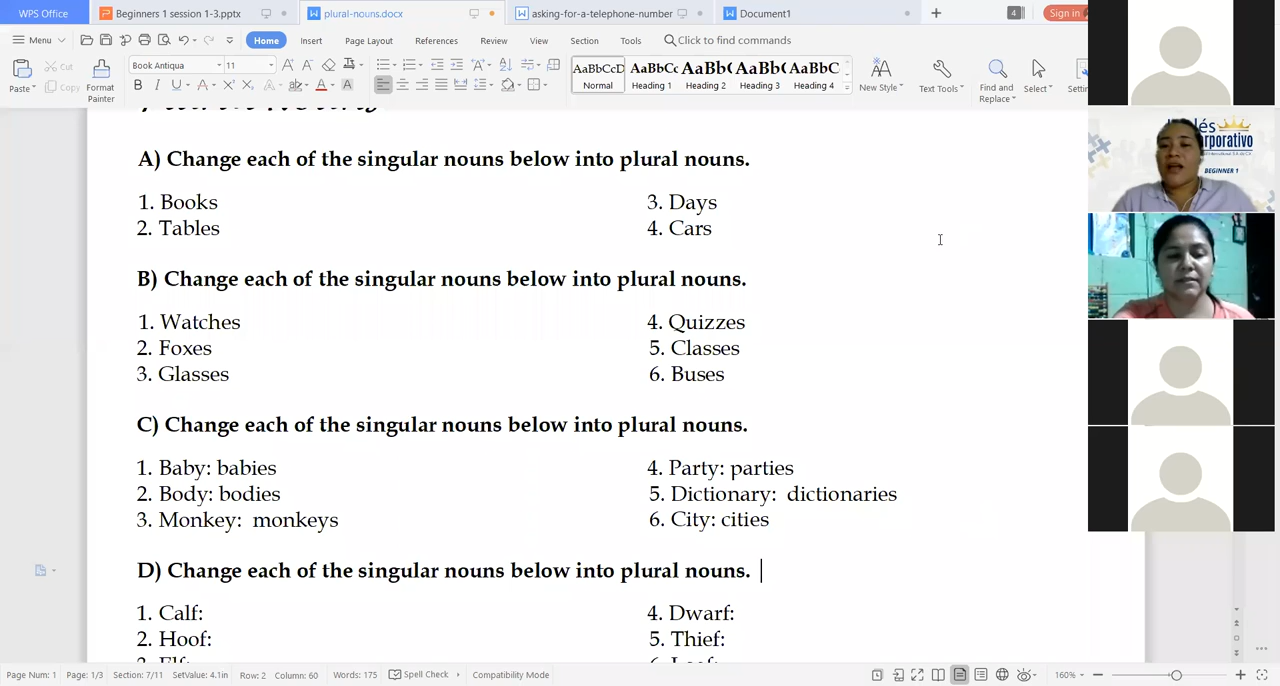 WPS Office
Beginners 1 session 1-3.pptx
plural-nouns.docx
asking-for-a-telephone-number
Document1
4
Sign in
Menu
Home
Insert
Page Layout
References
Review
View
Section
Tools
Click to find commands
Paste
Cut
Copy
Format Painter
Book Antiqua
11
AaBbCcD
Normal
AaBbCc
Heading 1
AaBb(
Heading 2
AaBb(
Heading 3
AaBbC
Heading 4
New Style
Text Tools
Find and Replace
Select
BEGINNER 1
A) Change each of the singular nouns below into plural nouns.
1. Books
2. Tables
3. Days
4. Cars
B) Change each of the singular nouns below into plural nouns.
1. Watches
2. Foxes
3. Glasses
4. Quizzes
5. Classes
6. Buses
C) Change each of the singular nouns below into plural nouns.
1. Baby: babies
2. Body: bodies
3. Monkey: monkeys
4. Party: parties
5. Dictionary: dictionaries
6. City: cities
D) Change each of the singular nouns below into plural nouns.
1. Calf:
2. Hoof:
4. Dwarf:
5. Thief:
Page Num: 1
Page: 1/3
Section: 7/11
SetValue: 4.1in
Row: 2
Column: 60
Words: 175
Spell Check
Compatibility Mode
160%